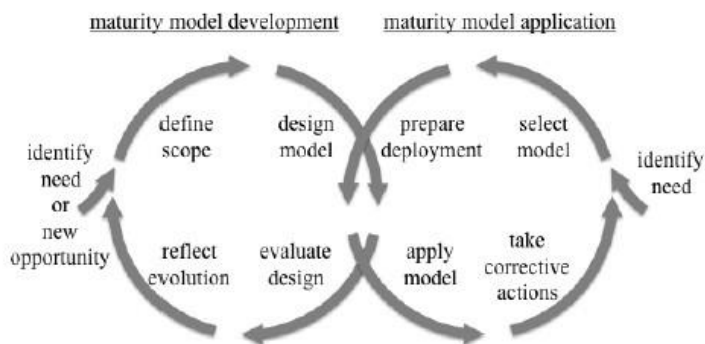 maturity model development
maturity model application
define
scope
design
model
prepare
deployment
select
model
identify
need
or
new
opportunity
identify
need
reflect
evolution
evaluate
design
apply
model
take
corrective
actions